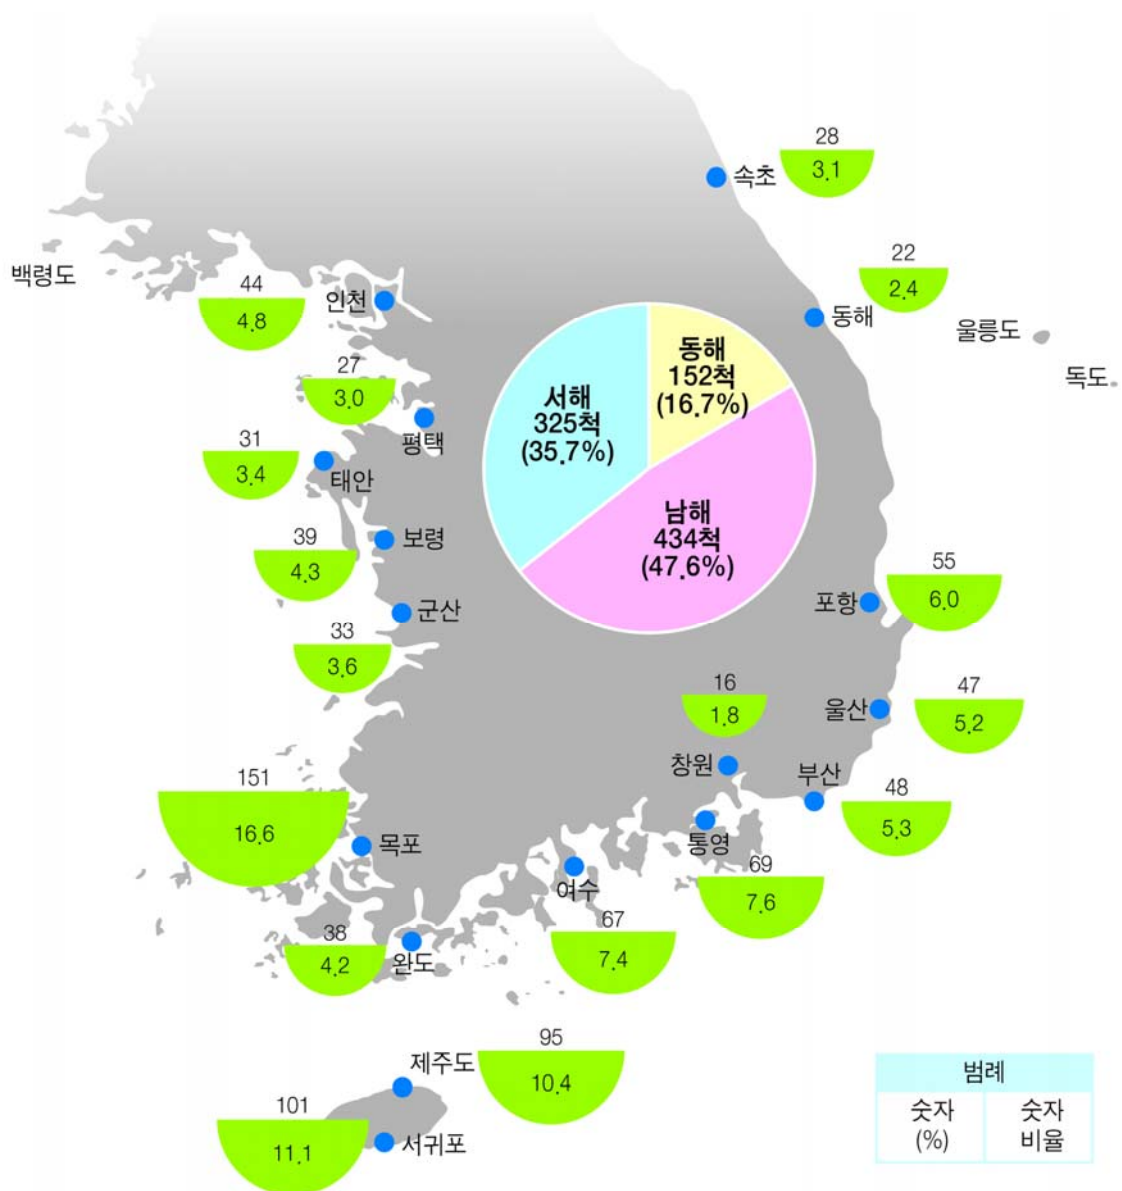 28
속초
3.1
백령도
22
2.4
동해
울릉도
독도
44
인천
4.8
27
3.0
평택
31
3.4
태안
39
보령
4.3
군산
33
3.6
동해
152척
(16.7%)
서해
325척
(35.7%)
남해
434척
(47.6%)
55
포항
6.0
16
1.8
47
울산
5.2
창원
부산
48
5.3
151
16.6
목포
통영
69
7.6
여수
67
7.4
38
4.2
완도
95
제주도
10.4
101
11.1
서귀포
범례
숫자
(%)
숫자
비율